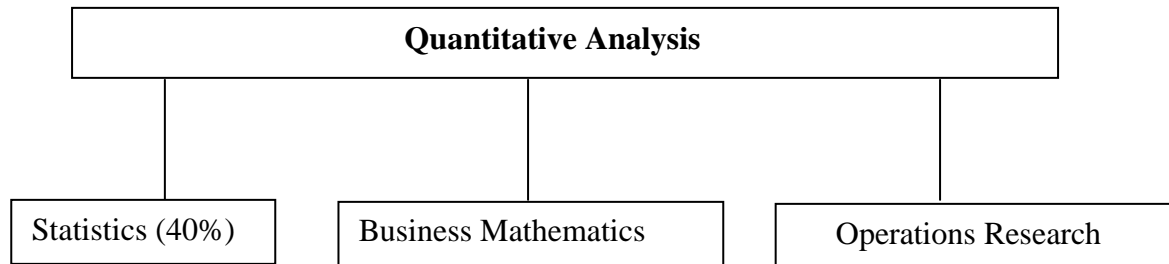 Quantitative Analysis
Statistics (40%)
Business Mathematics
Operations Research